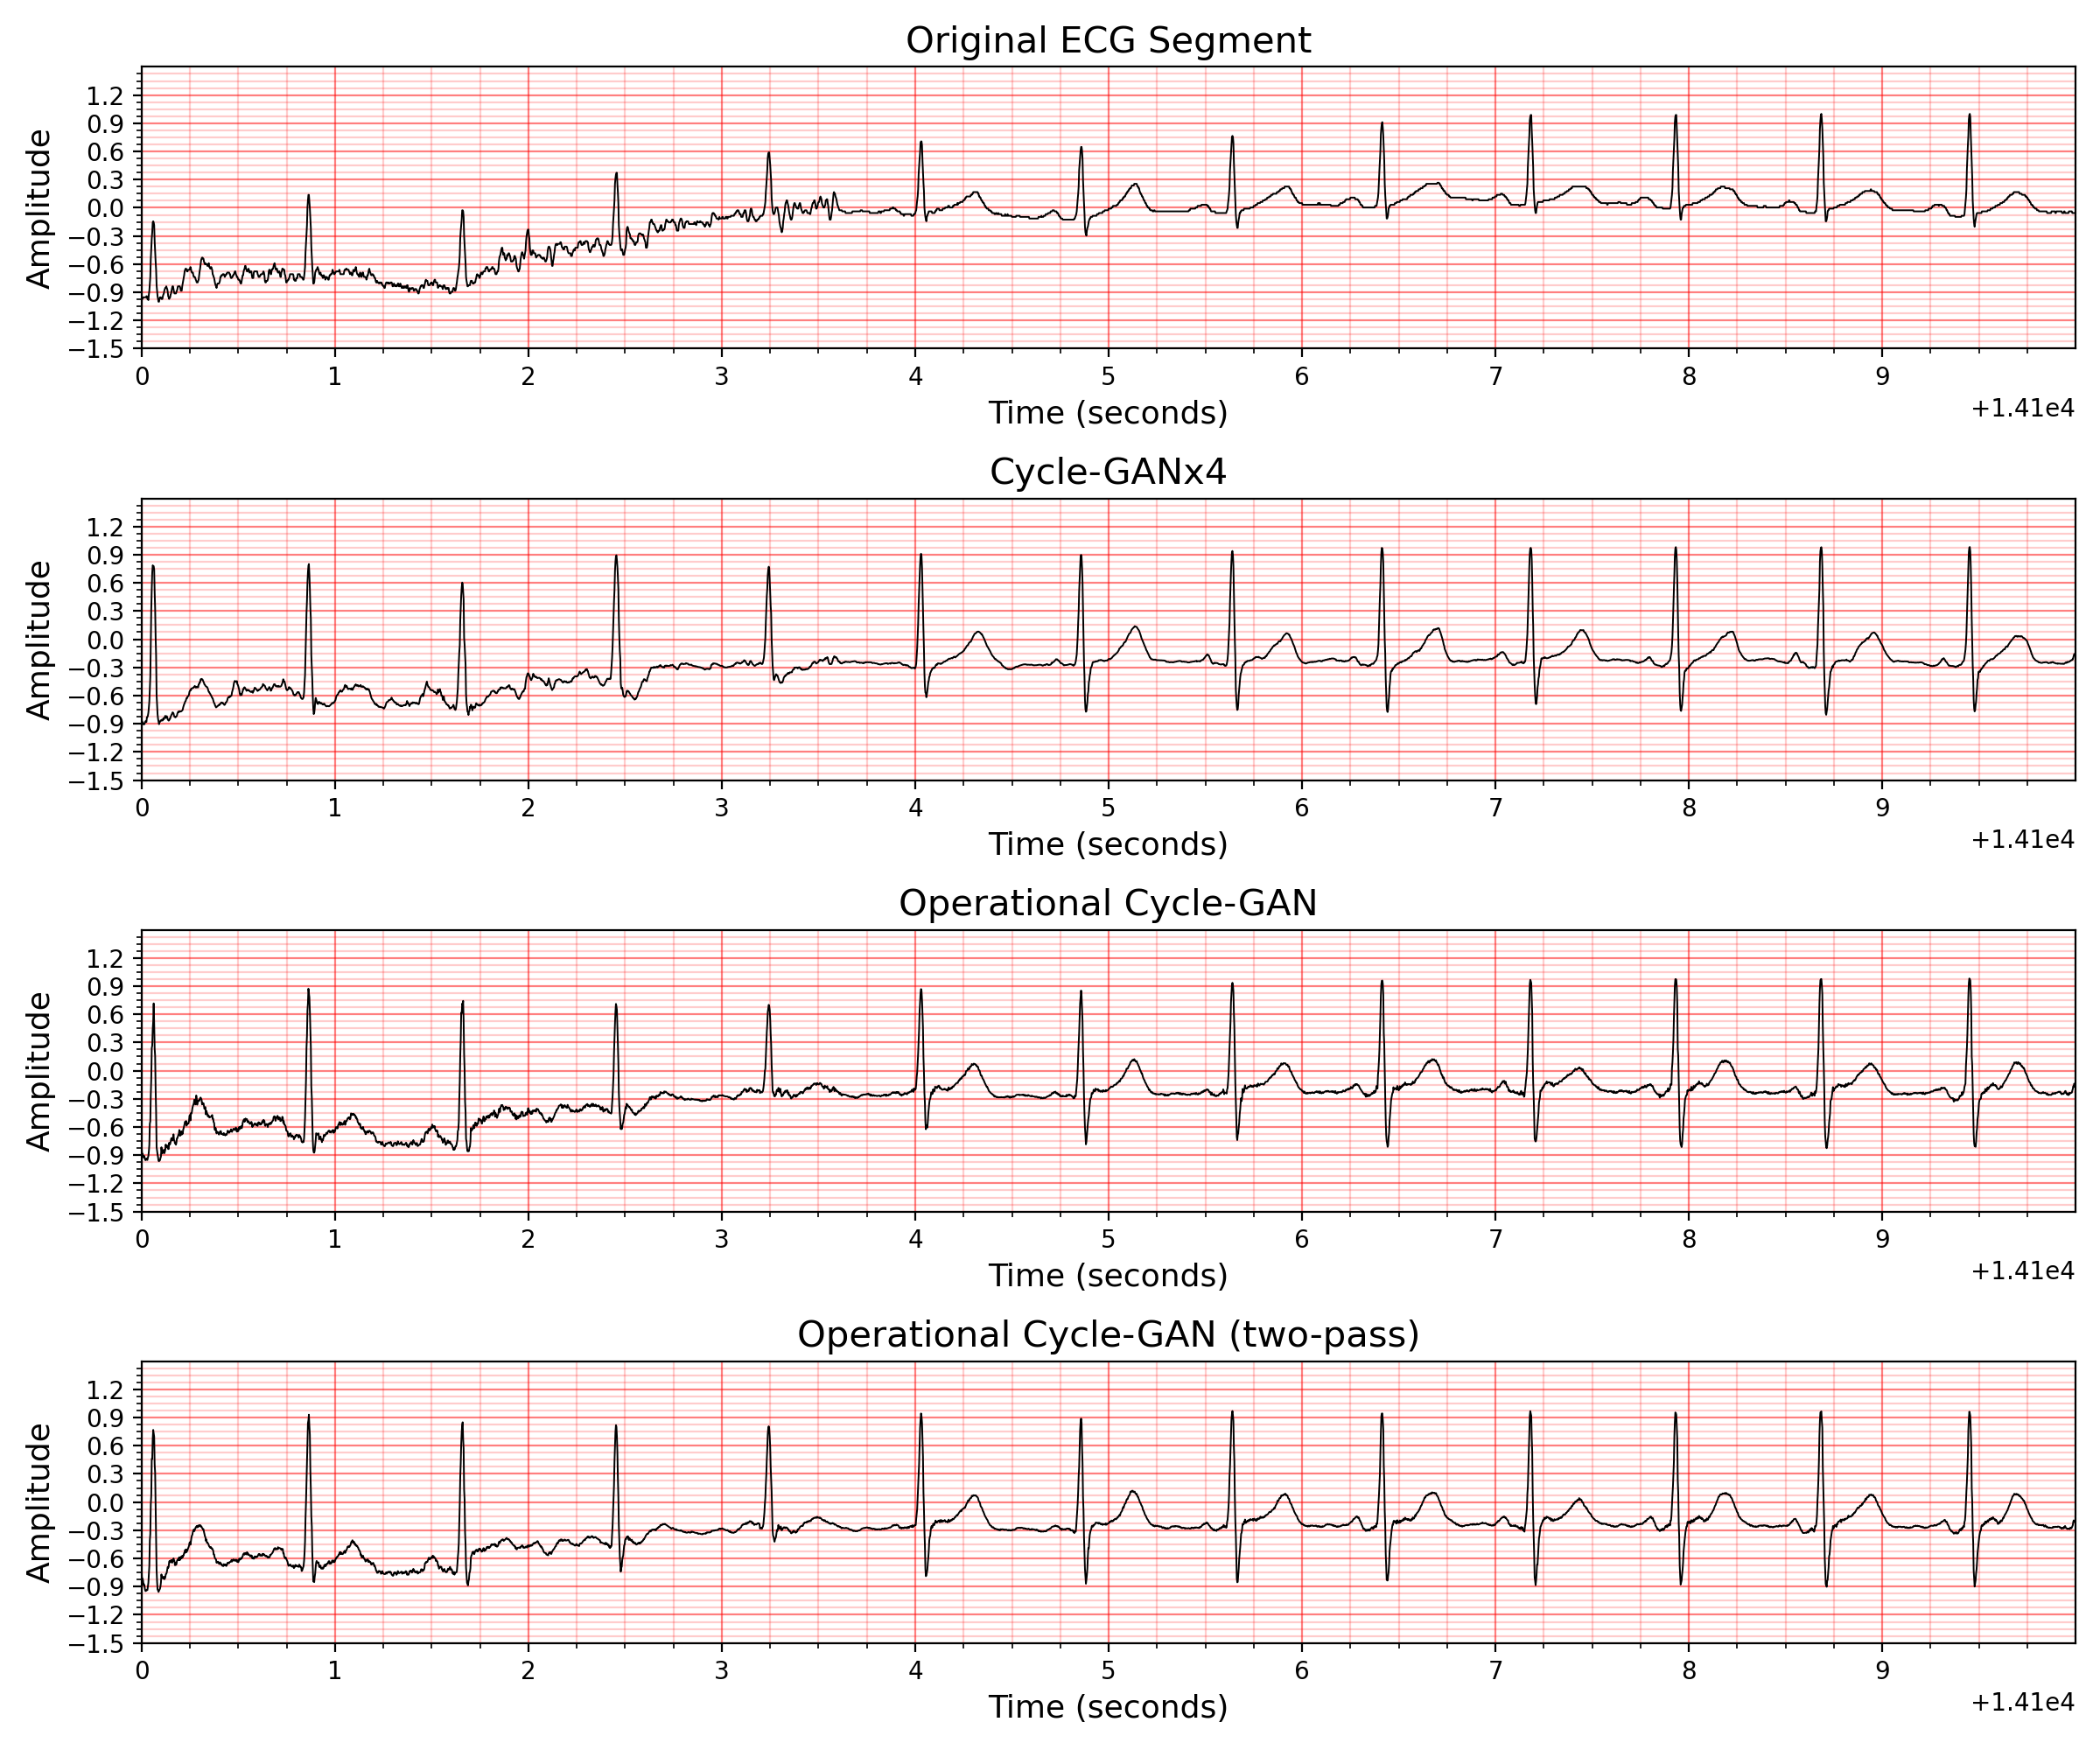 Original ECG Segment
Amplitude
1.2
0.9
0.6
0.3
0.0
−0.3
−0.6
−0.9
−1.2
−1.5
0 1 2 3 4 5 6 7 8 9
Time (seconds)
+1.41e4
Cycle-GANx4
Amplitude
1.2
0.9
0.6
0.3
0.0
−0.3
−0.6
−0.9
−1.2
−1.5
0 1 2 3 4 5 6 7 8 9
Time (seconds)
+1.41e4
Operational Cycle-GAN
Amplitude
1.2
0.9
0.6
0.3
0.0
−0.3
−0.6
−0.9
−1.2
−1.5
0 1 2 3 4 5 6 7 8 9
Time (seconds)
+1.41e4
Operational Cycle-GAN (two-pass)
Amplitude
1.2
0.9
0.6
0.3
0.0
−0.3
−0.6
−0.9
−1.2
−1.5
0 1 2 3 4 5 6 7 8 9
Time (seconds)
+1.41e4